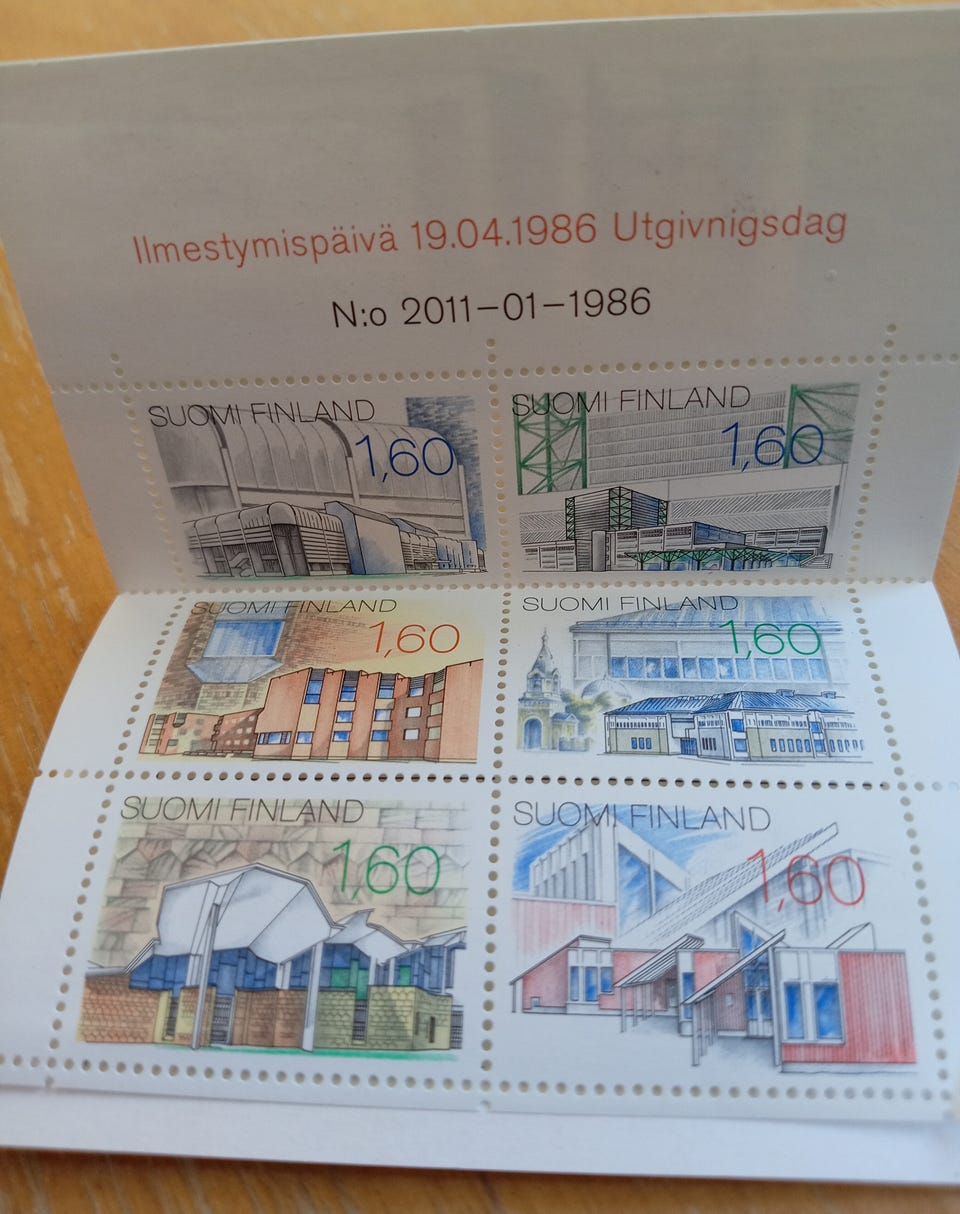 Ilmestymispäivä 19.04.1986 Utgivnigsdag
N:o 2011–01–1986
SUOMI FINLAND
1,60
SUOMI FINLAND
1,60
SUOMI FINLAND
1,60
SUOMI FINLAND
1,60
SUOMI FINLAND
1,60
SUOMI FINLAND
1,60